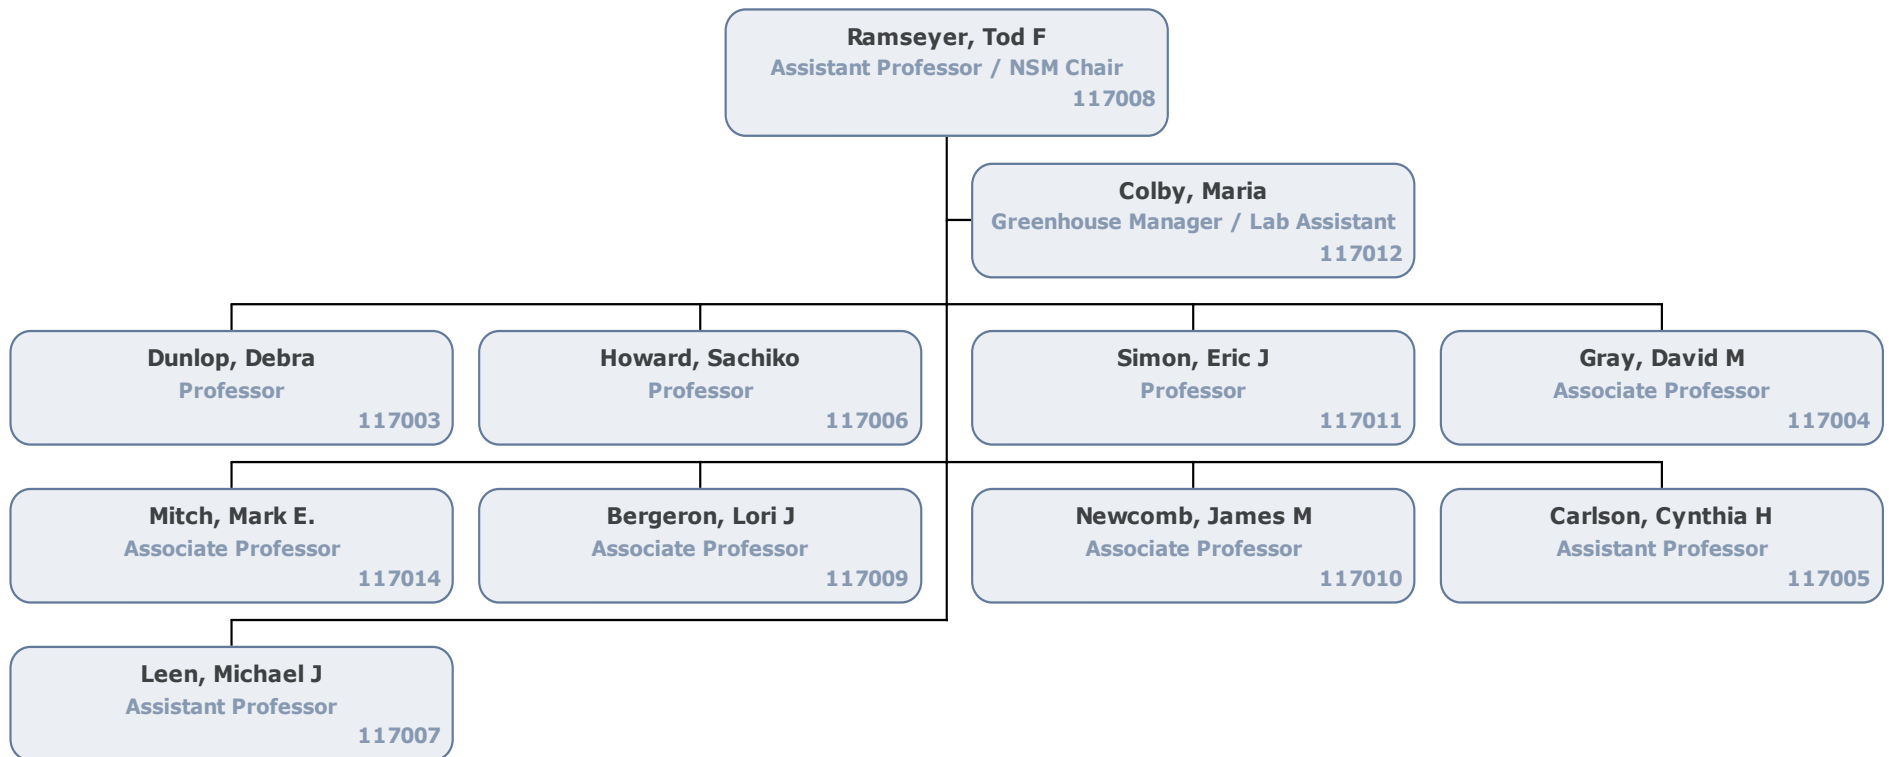 Ramseyer, Tod F
Assistant Professor / NSM Chair
117008
Colby, Maria
Greenhouse Manager / Lab Assistant
117012
Dunlop, Debra
Professor
117003
Howard, Sachiko
Professor
117006
Simon, Eric J
Professor
117011
Gray, David M
Associate Professor
117004
Mitch, Mark E.
Associate Professor
117014
Bergeron, Lori J
Associate Professor
117009
Newcomb, James M
Associate Professor
117010
Carlson, Cynthia H
Assistant Professor
117005
Leen, Michael J
Assistant Professor
117007